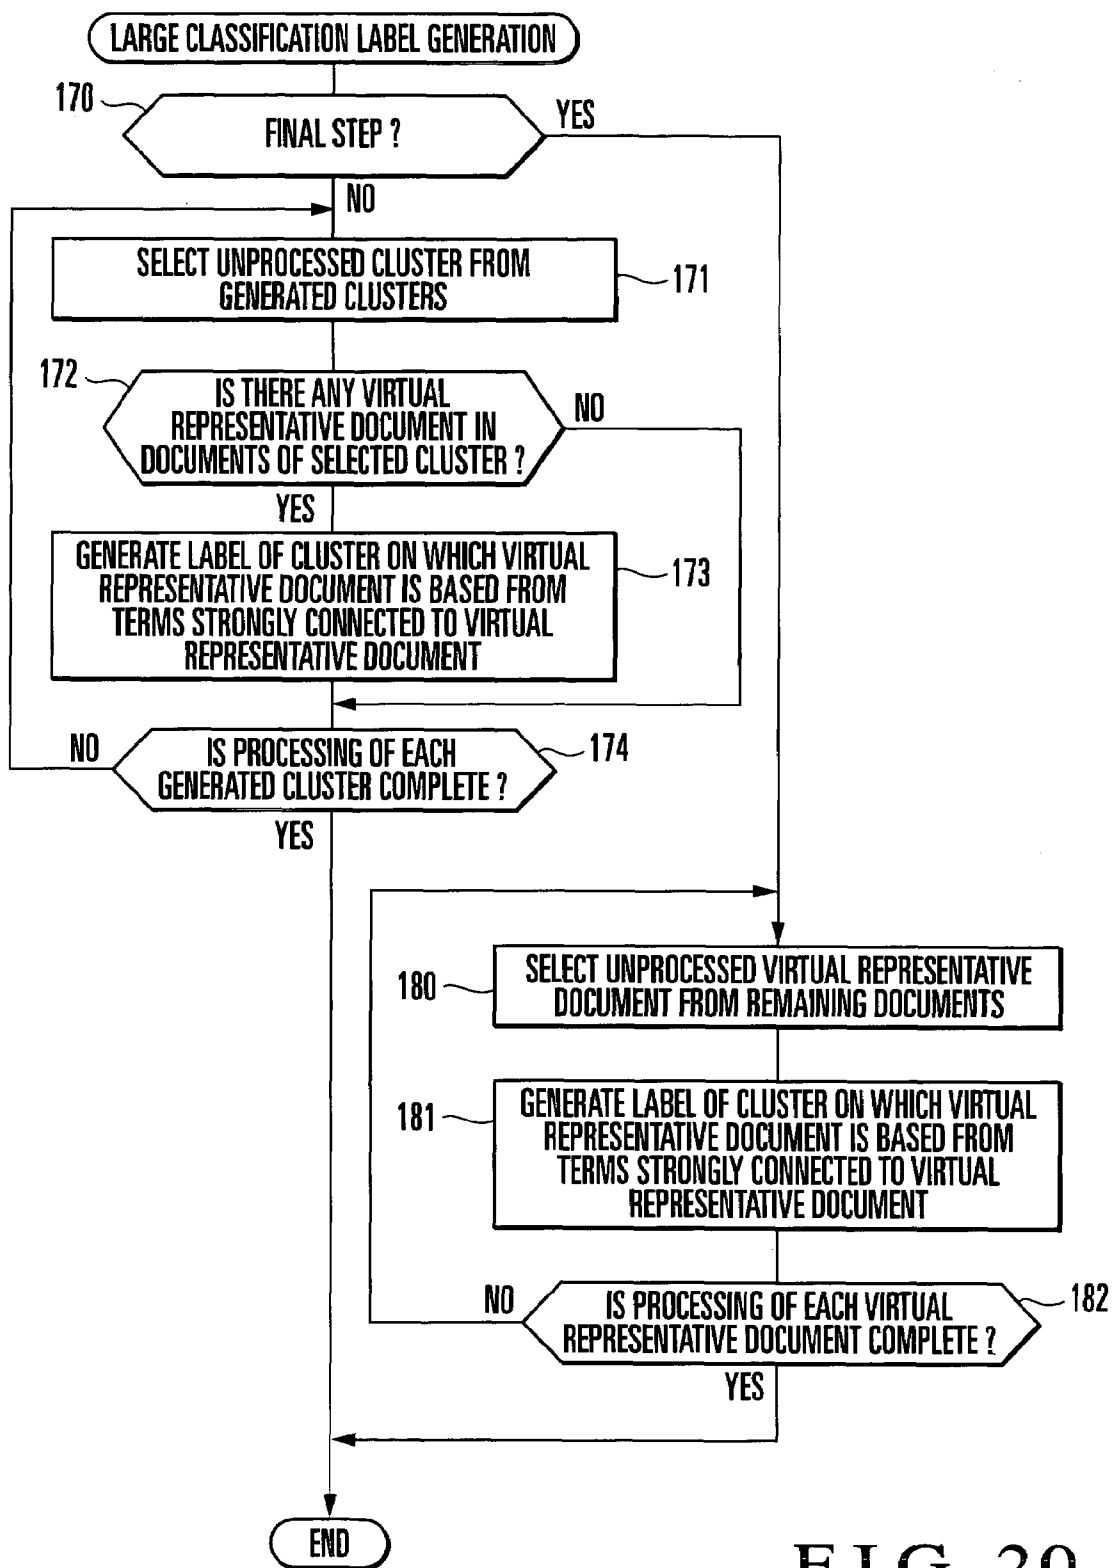 LARGE CLASSIFICATION LABEL GENERATION
170
FINAL STEP ?
YES
NO
SELECT UNPROCESSED CLUSTER FROM
GENERATED CLUSTERS
171
172
IS THERE ANY VIRTUAL
REPRESENTATIVE DOCUMENT IN
DOCUMENTS OF SELECTED CLUSTER ?
NO
YES
GENERATE LABEL OF CLUSTER ON WHICH VIRTUAL
REPRESENTATIVE DOCUMENT IS BASED FROM
TERMS STRONGLY CONNECTED TO VIRTUAL
REPRESENTATIVE DOCUMENT
173
NO
IS PROCESSING OF EACH
GENERATED CLUSTER COMPLETE ?
174
YES
180
SELECT UNPROCESSED VIRTUAL REPRESENTATIVE
DOCUMENT FROM REMAINING DOCUMENTS
181
GENERATE LABEL OF CLUSTER ON WHICH VIRTUAL
REPRESENTATIVE DOCUMENT IS BASED FROM
TERMS STRONGLY CONNECTED TO VIRTUAL
REPRESENTATIVE DOCUMENT
NO
IS PROCESSING OF EACH VIRTUAL
REPRESENTATIVE DOCUMENT COMPLETE ?
182
YES
END
FIG. 20